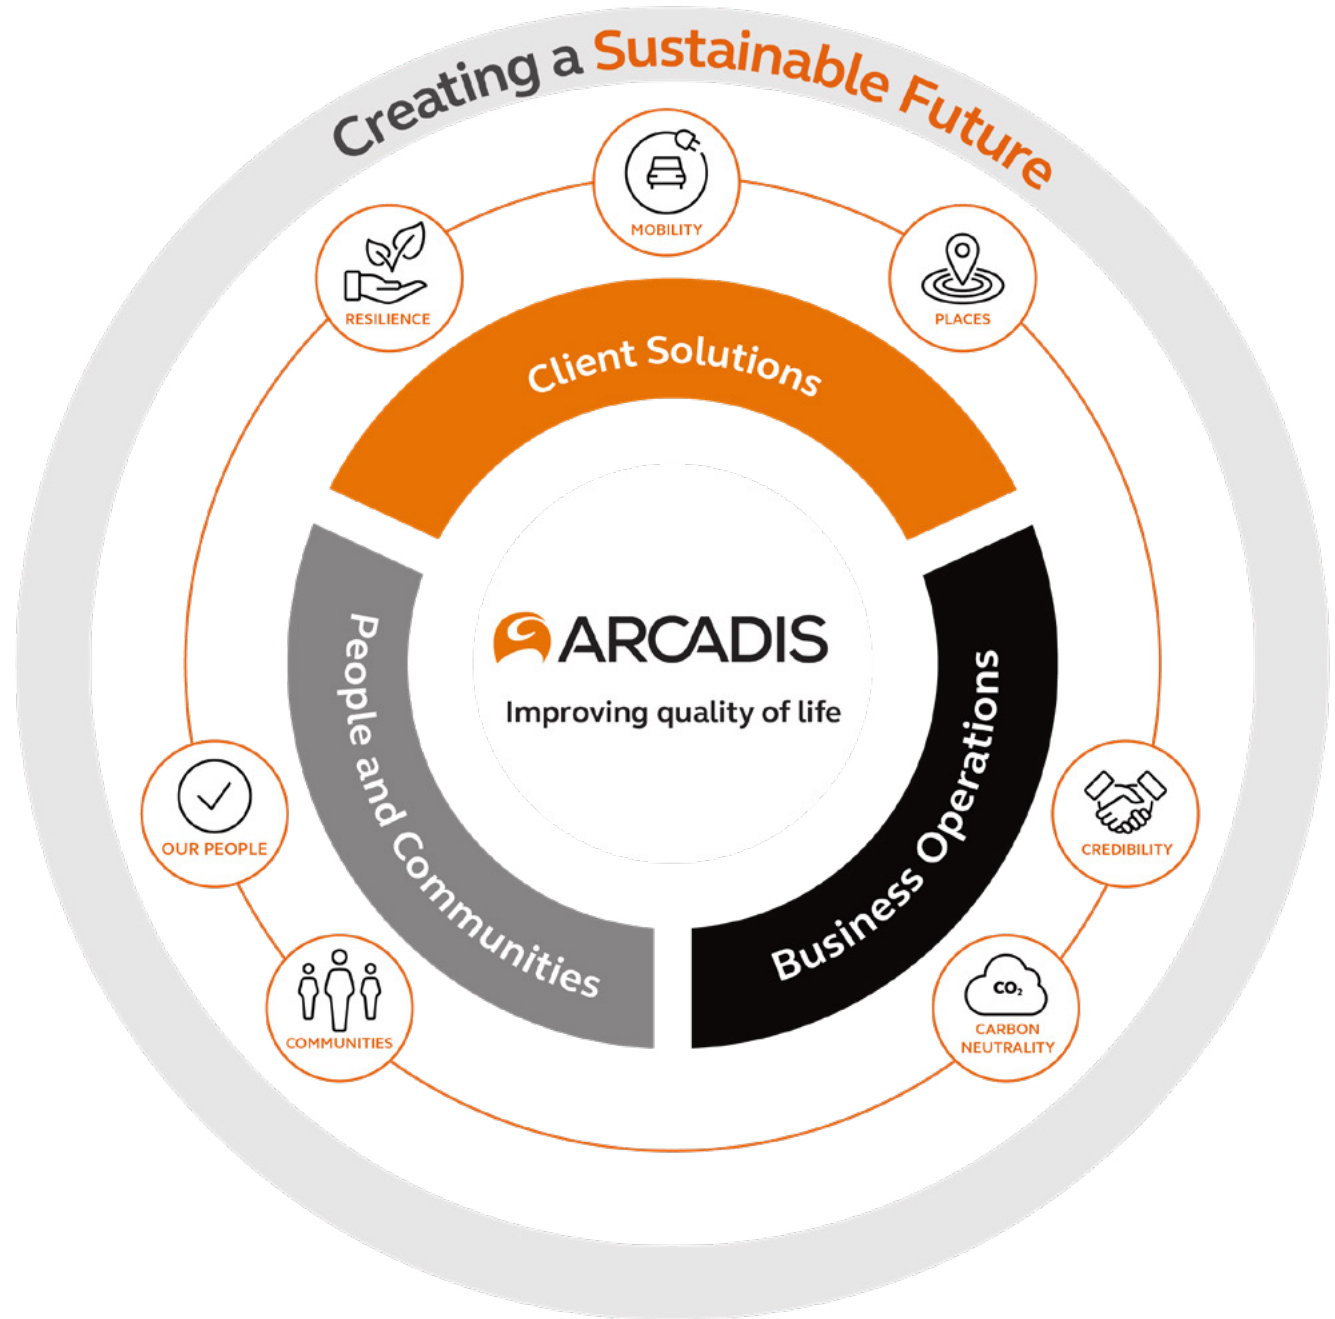 Creating a Sustainable Future
MOBILITY
RESILIENCE
PLACES
Client Solutions
People and Communities
Business Operations
ARCADIS
Improving quality of life
OUR PEOPLE
CREDIBILITY
COMMUNITIES
CO₂
CARBON
NEUTRALITY